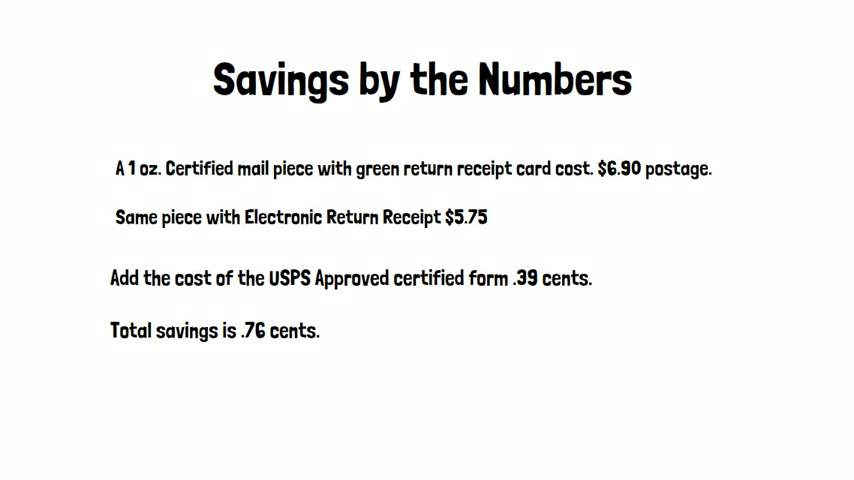 Savings by the Numbers
A 1 oz. Certified mail piece with green return receipt card cost. $6.90 postage.
Same piece with Electronic Return Receipt $5.75
Add the cost of the USPS Approved certified form .39 cents.
Total savings is .76 cents.